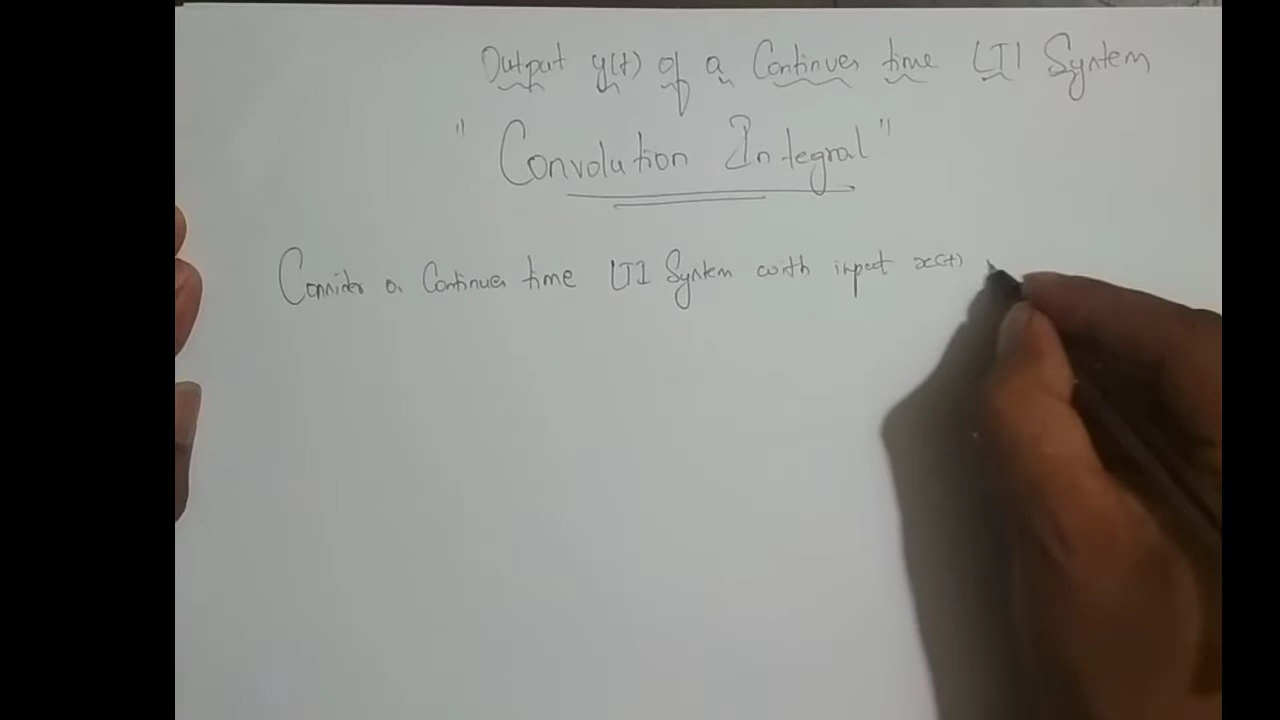 Output y(t) of a Continues time LTI System
" Convolution Integral "
Consider a Continues time LTI System with input x(t)